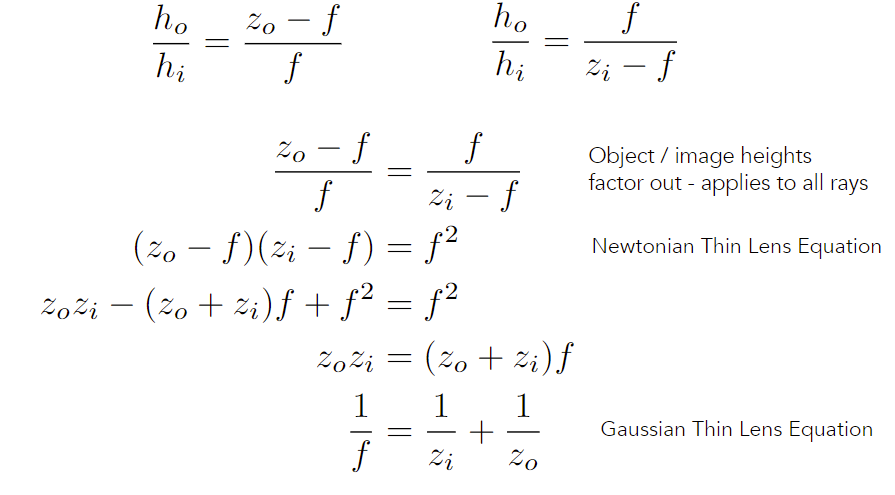 \frac{h_o}{h_i} = \frac{z_o - f}{f} \qquad \frac{h_o}{h_i} = \frac{f}{z_i - f}
\frac{z_o - f}{f} = \frac{f}{z_i - f}
Object / image heights
factor out - applies to all rays
(z_o - f)(z_i - f) = f^2 Newtonian Thin Lens Equation
z_o z_i - (z_o + z_i)f + f^2 = f^2
z_o z_i = (z_o + z_i)f
\frac{1}{f} = \frac{1}{z_i} + \frac{1}{z_o} Gaussian Thin Lens Equation